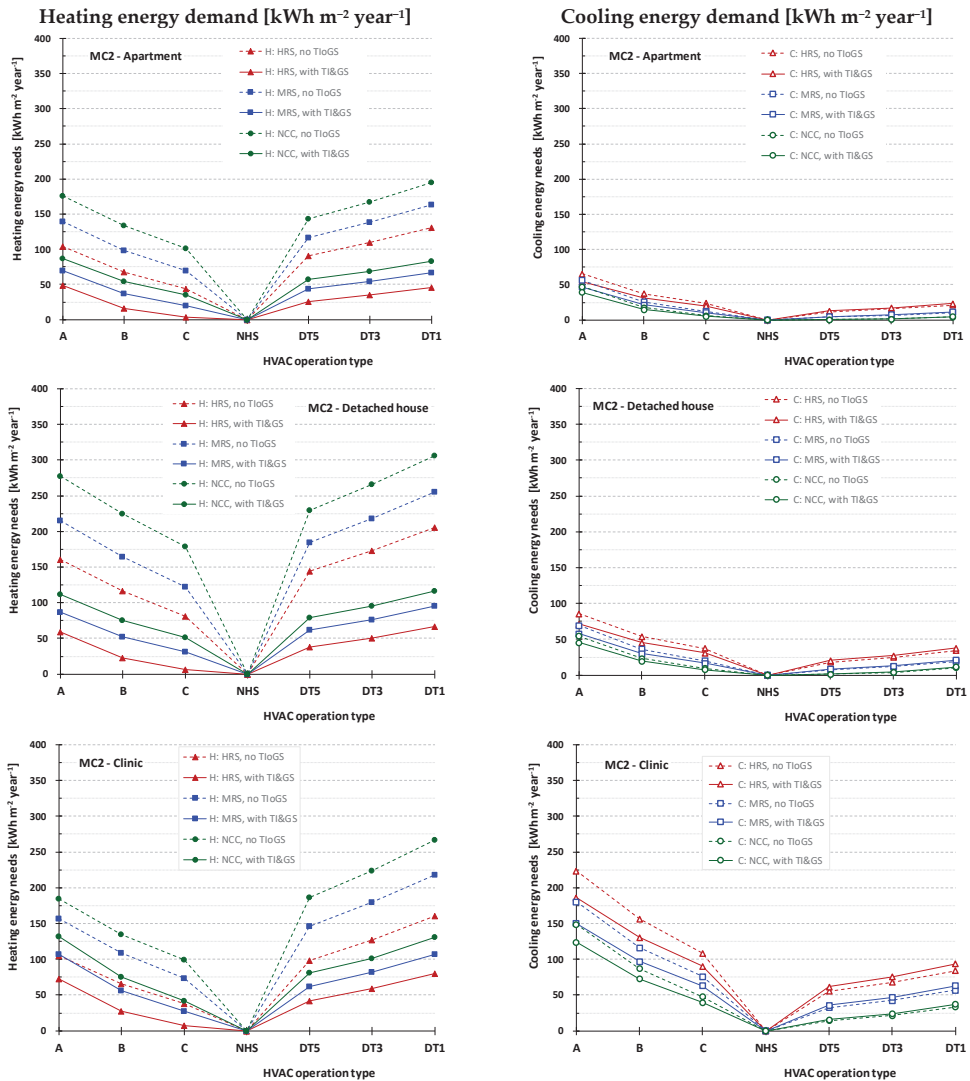 Heating energy demand [kWh m⁻² year⁻¹]
Cooling energy demand [kWh m⁻² year⁻¹]
MC2 - Apartment
H: HRS, no TIoGS
H: HRS, with TI&GS
H: MRS, no TIoGS
H: MRS, with TI&GS
H: NCC, no TIoGS
H: NCC, with TI&GS
Heating energy needs [kWh m⁻² year⁻¹]
400
350
300
250
200
150
100
50
0
A B C NHS DT5 DT3 DT1
HVAC operation type
MC2 - Apartment
C: HRS, no TIoGS
C: HRS, with TI&GS
C: MRS, no TIoGS
C: MRS, with TI&GS
C: NCC, no TIoGS
C: NCC, with TI&GS
Cooling energy needs [kWh m⁻² year⁻¹]
400
350
300
250
200
150
100
50
0
A B C NHS DT5 DT3 DT1
HVAC operation type
MC2 - Detached house
H: HRS, no TIoGS
H: HRS, with TI&GS
H: MRS, no TIoGS
H: MRS, with TI&GS
H: NCC, no TIoGS
H: NCC, with TI&GS
Heating energy needs [kWh m⁻² year⁻¹]
400
350
300
250
200
150
100
50
0
A B C NHS DT5 DT3 DT1
HVAC operation type
MC2 - Detached house
C: HRS, no TIoGS
C: HRS, with TI&GS
C: MRS, no TIoGS
C: MRS, with TI&GS
C: NCC, no TIoGS
C: NCC, with TI&GS
Cooling energy needs [kWh m⁻² year⁻¹]
400
350
300
250
200
150
100
50
0
A B C NHS DT5 DT3 DT1
HVAC operation type
MC2 - Clinic
H: HRS, no TIoGS
H: HRS, with TI&GS
H: MRS, no TIoGS
H: MRS, with TI&GS
H: NCC, no TIoGS
H: NCC, with TI&GS
Heating energy needs [kWh m⁻² year⁻¹]
400
350
300
250
200
150
100
50
0
A B C NHS DT5 DT3 DT1
HVAC operation type
MC2 - Clinic
C: HRS, no TIoGS
C: HRS, with TI&GS
C: MRS, no TIoGS
C: MRS, with TI&GS
C: NCC, no TIoGS
C: NCC, with TI&GS
Cooling energy needs [kWh m⁻² year⁻¹]
400
350
300
250
200
150
100
50
0
A B C NHS DT5 DT3 DT1
HVAC operation type